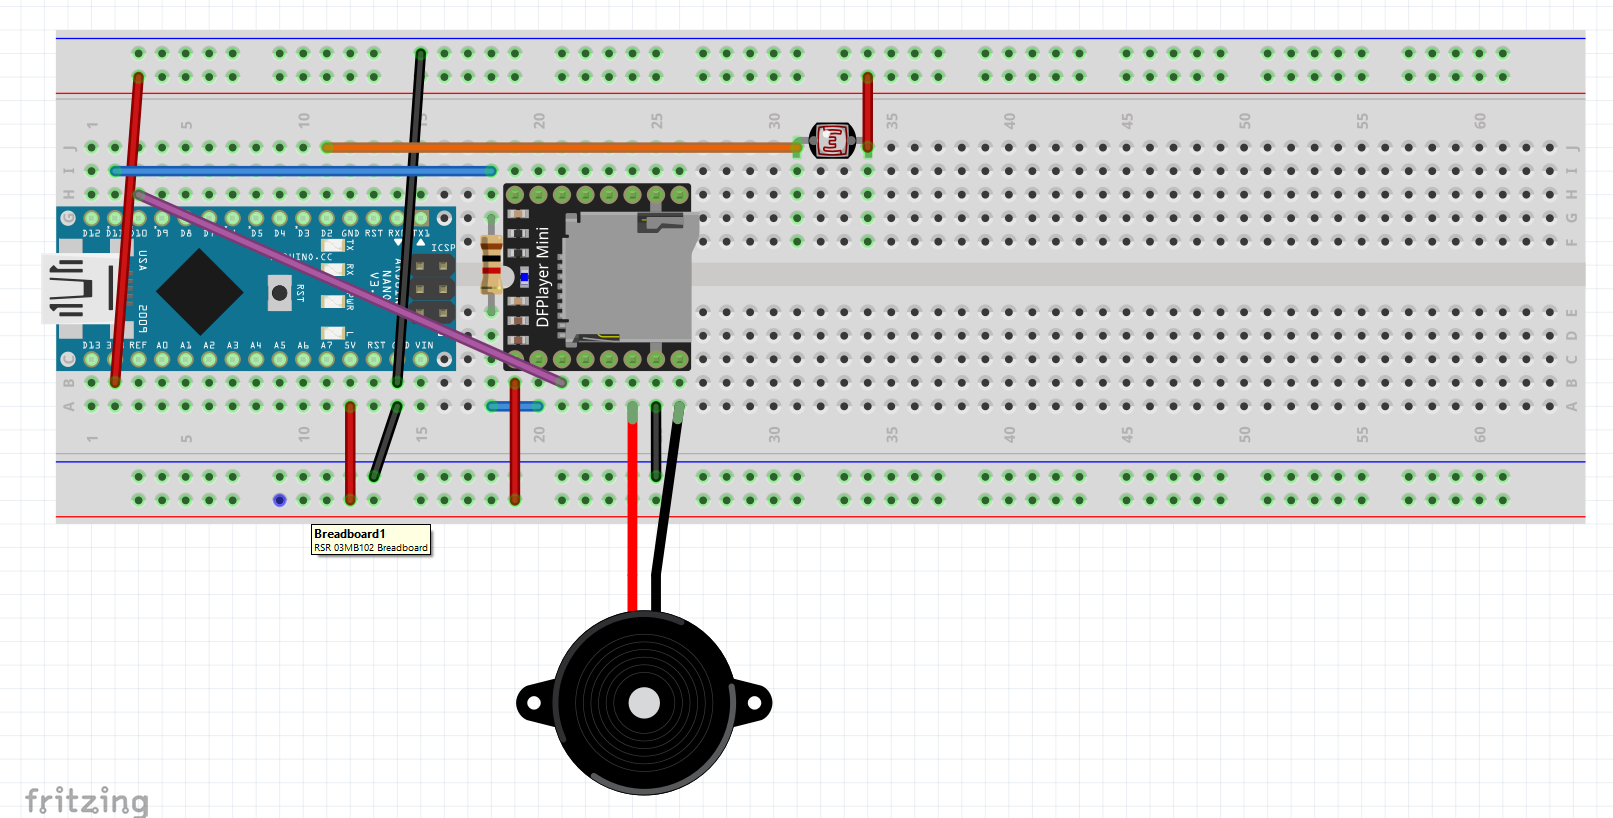 1 5 10 15 20 25 30 35 40 45 50 55 60
J J
I I
H H
G G
F
D12 D11 D10 D9 D8 D7 D6 D5 D4 D3 D2 GND RST RX0 TX1
USA
ARDUINO.CC
TX
RX
PWR
L
RST
ICSP
ARDUINO
NANO
V3.
DFPlayer Mini
E
D
D13 3V3 REF A0 A1 A2 A3 A4 A5 A6 A7 5V RST GND VIN
C C
B B
A A
1 5 10 15 20 25 30 35 40 45 50 55 60
Breadboard1
RSR 03MB102 Breadboard
fritzing